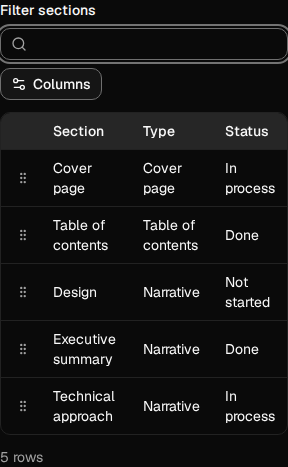 Filter sections
Columns
Section Type Status
Cover page Cover page In process
Table of contents Table of contents Done
Design Narrative Not started
Executive summary Narrative Done
Technical approach Narrative In process
5 rows